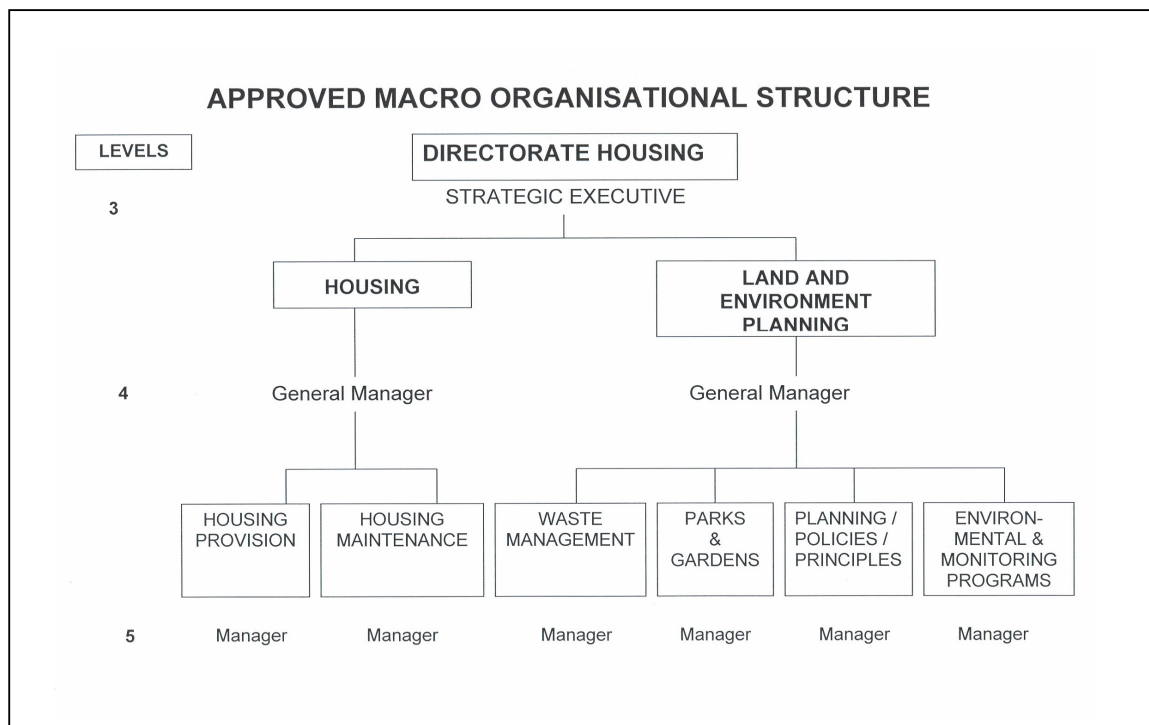 APPROVED MACRO ORGANISATIONAL STRUCTURE
LEVELS
DIRECTORATE HOUSING
STRATEGIC EXECUTIVE
3
HOUSING
LAND AND
ENVIRONMENT
PLANNING
4
General Manager
General Manager
HOUSING
PROVISION
HOUSING
MAINTENANCE
WASTE
MANAGEMENT
PARKS
&
GARDENS
PLANNING /
POLICIES /
PRINCIPLES
ENVIRON-
MENTAL &
MONITORING
PROGRAMS
5
Manager
Manager
Manager
Manager
Manager
Manager